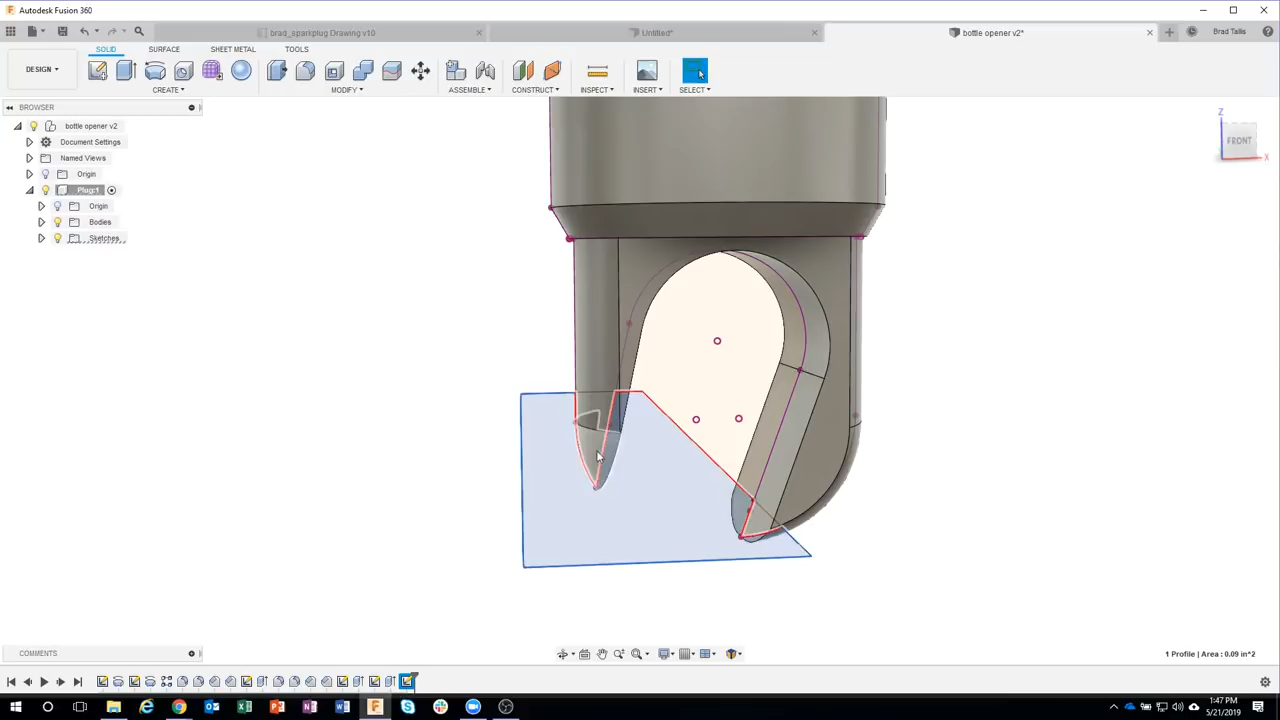 Autodesk Fusion 360
brad_sparkplug Drawing v10
Untitled*
bottle opener v2*
Brad Tallis
SOLID
SURFACE
SHEET METAL
TOOLS
DESIGN
CREATE
MODIFY
ASSEMBLE
CONSTRUCT
INSPECT
INSERT
SELECT
BROWSER
bottle opener v2
Document Settings
Named Views
Origin
Plug:1
Origin
Bodies
Sketches
Z
FRONT
X
COMMENTS
1 Profile | Area : 0.09 in^2
1:47 PM
5/21/2019